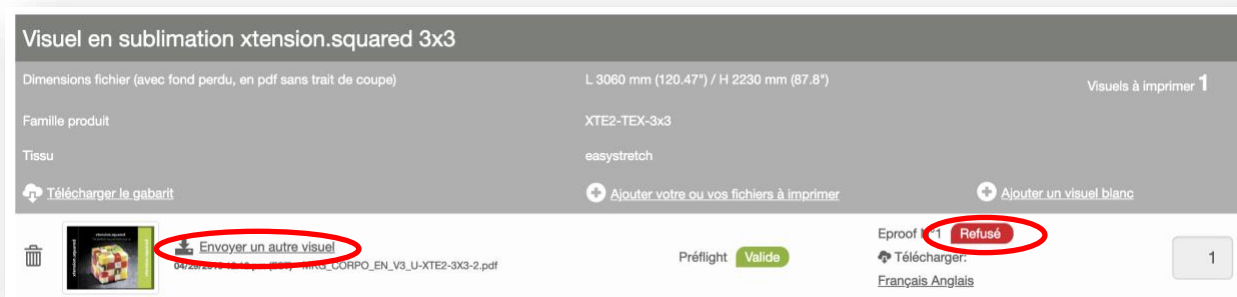 Visuel en sublimation xtension.squared 3x3
Dimensions fichier (avec fond perdu, en pdf sans trait de coupe) L 3060 mm (120.47") / H 2230 mm (87.8") Visuels à imprimer 1
Famille produit XTE2-TEX-3x3
Tissu easystretch
Télécharger le gabarit Ajouter votre ou vos fichiers à imprimer Ajouter un visuel blanc
Eproof N°1 Refusé
Envoyer un autre visuel Préflight Valide Télécharger: 1
MRG_CORPO_EN_V3_U-XTE2-3X3-2.pdf
Français Anglais